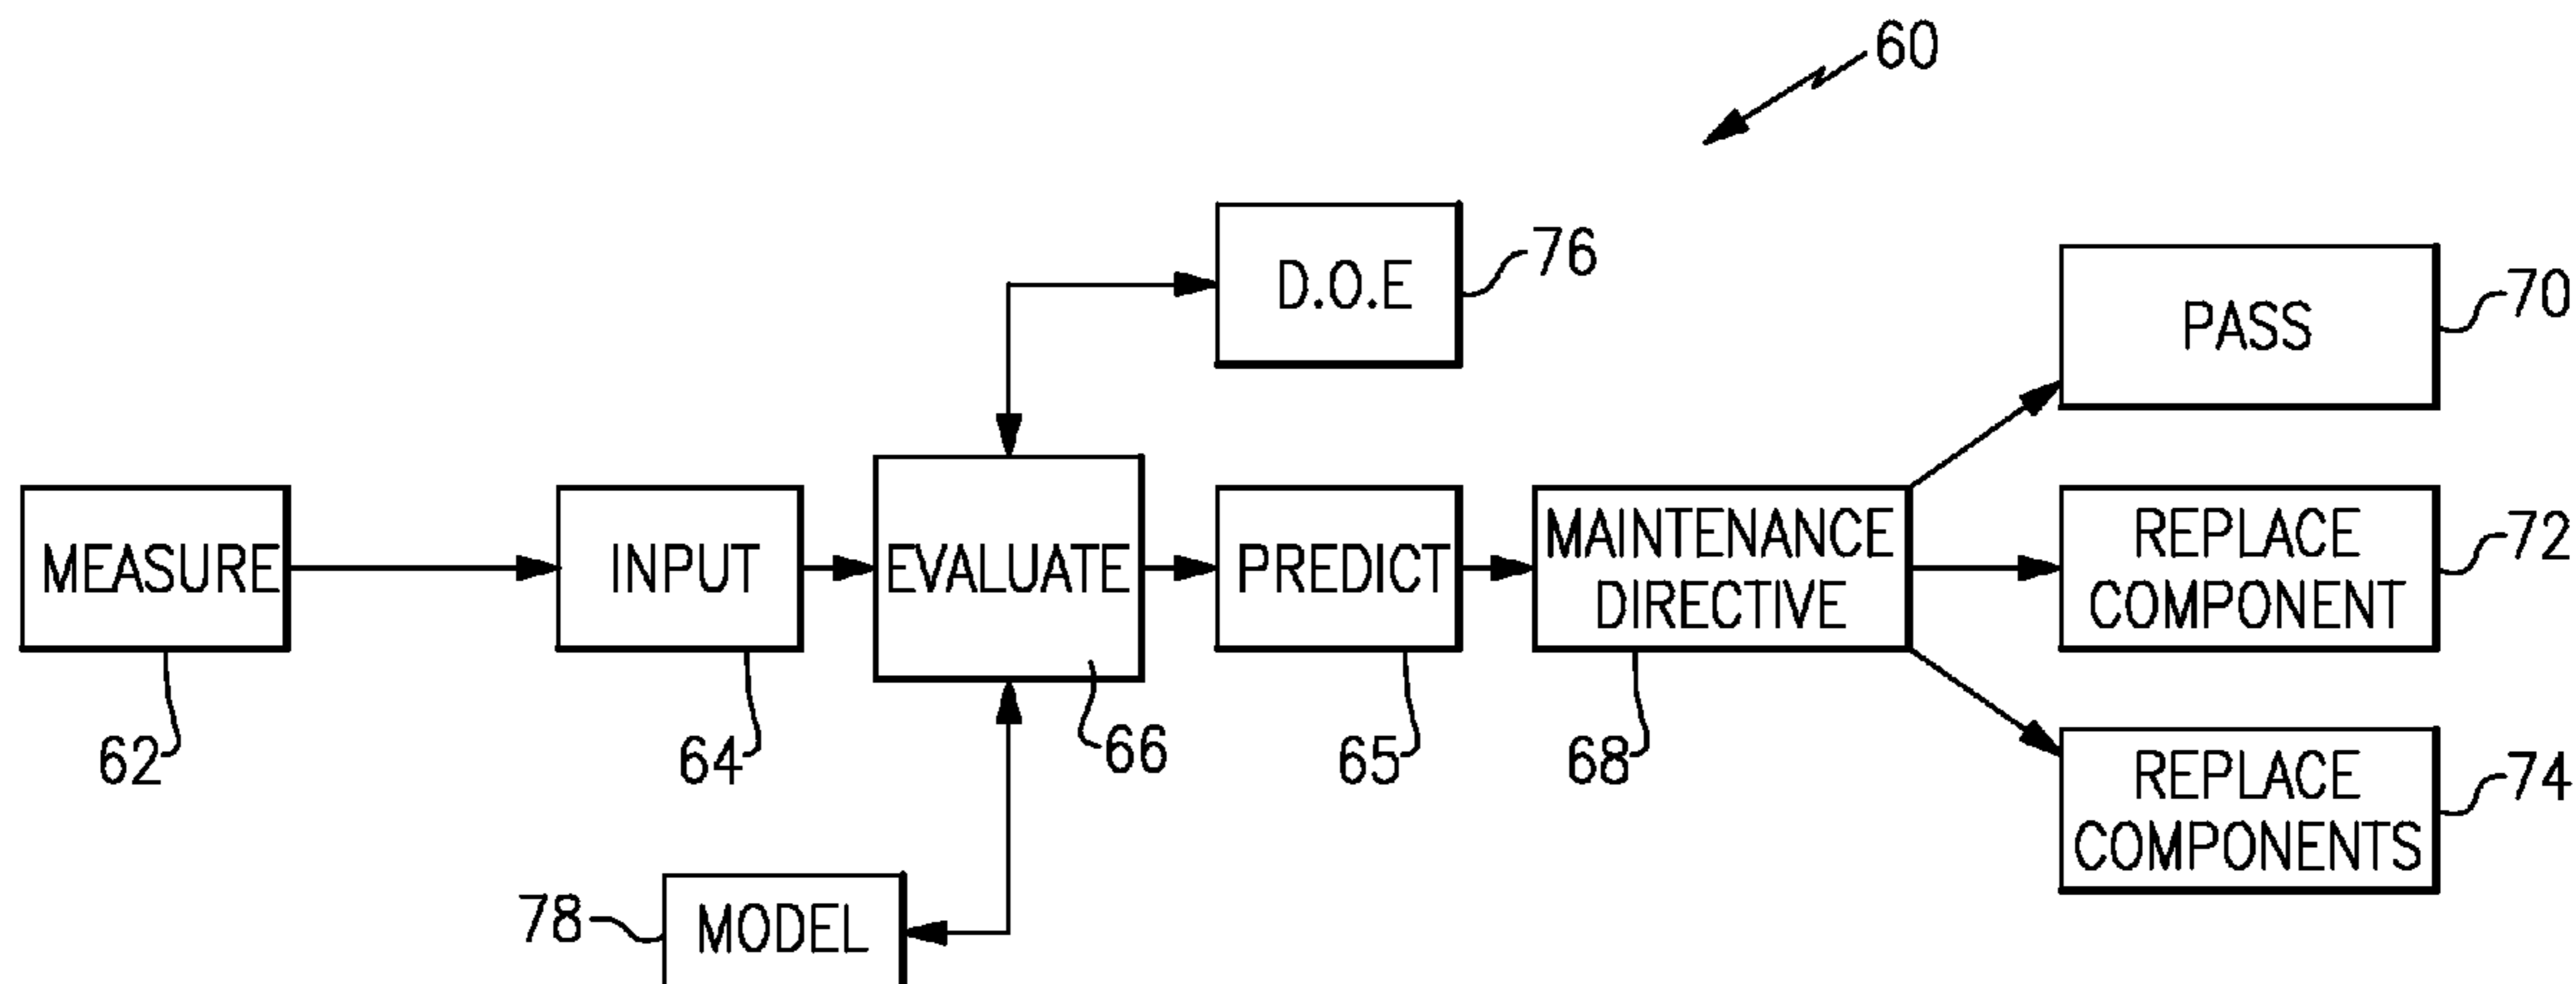 60
D.O.E
76
PASS
70
MEASURE
INPUT
EVALUATE
PREDICT
MAINTENANCE
DIRECTIVE
REPLACE
COMPONENT
72
62
64
66
65
68
REPLACE
COMPONENTS
74
78
MODEL